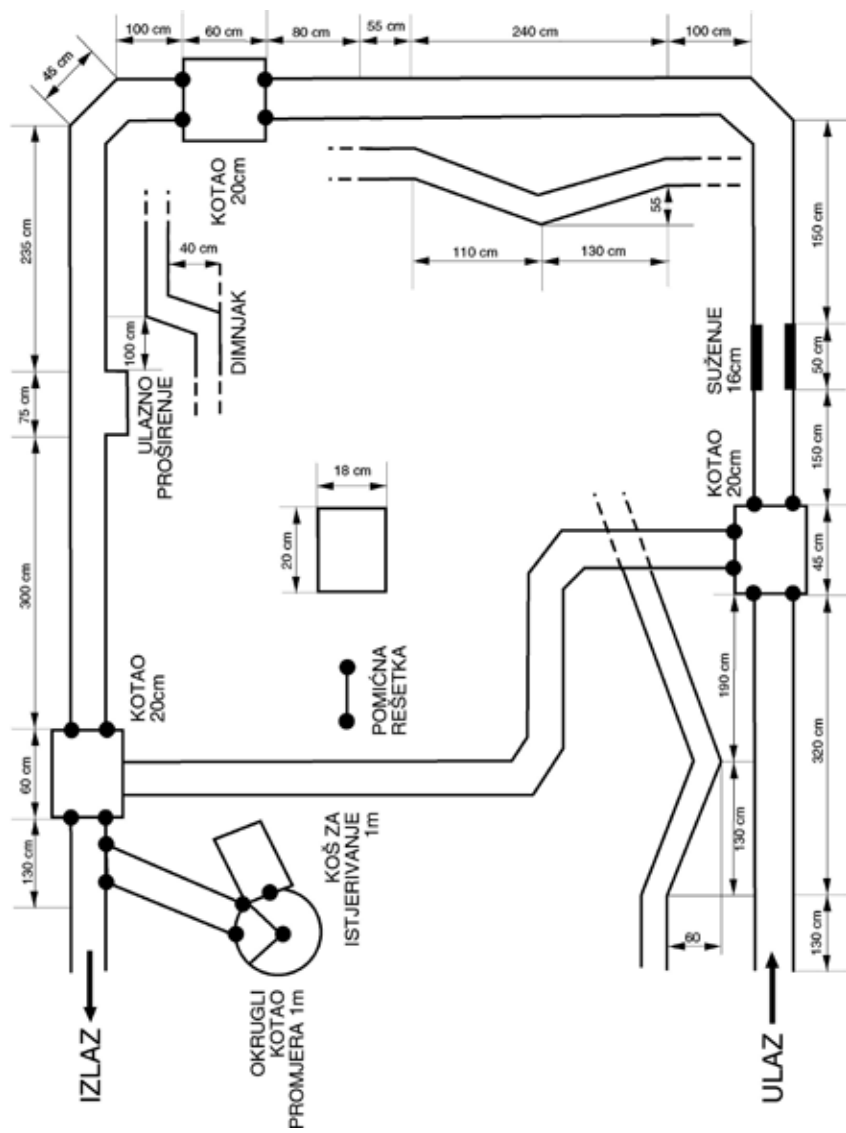 100 cm
60 cm
80 cm
55 cm
240 cm
100 cm
45 cm
KOTAO
20cm
235 cm
40 cm
100 cm
DIMNJAK
55
110 cm
130 cm
150 cm
75 cm
ULAZNO
PROŠIRENJE
SUŽENJE
16cm
50 cm
18 cm
20 cm
KOTAO
20cm
150 cm
300 cm
45 cm
KOTAO
20cm
POMIĆNA
REŠETKA
190 cm
320 cm
60 cm
130 cm
KOŠ ZA
ISTJERIVANJE
1m
130 cm
60
130 cm
OKRUGLI
KOTAO
PROMJERA 1m
IZLAZ
ULAZ